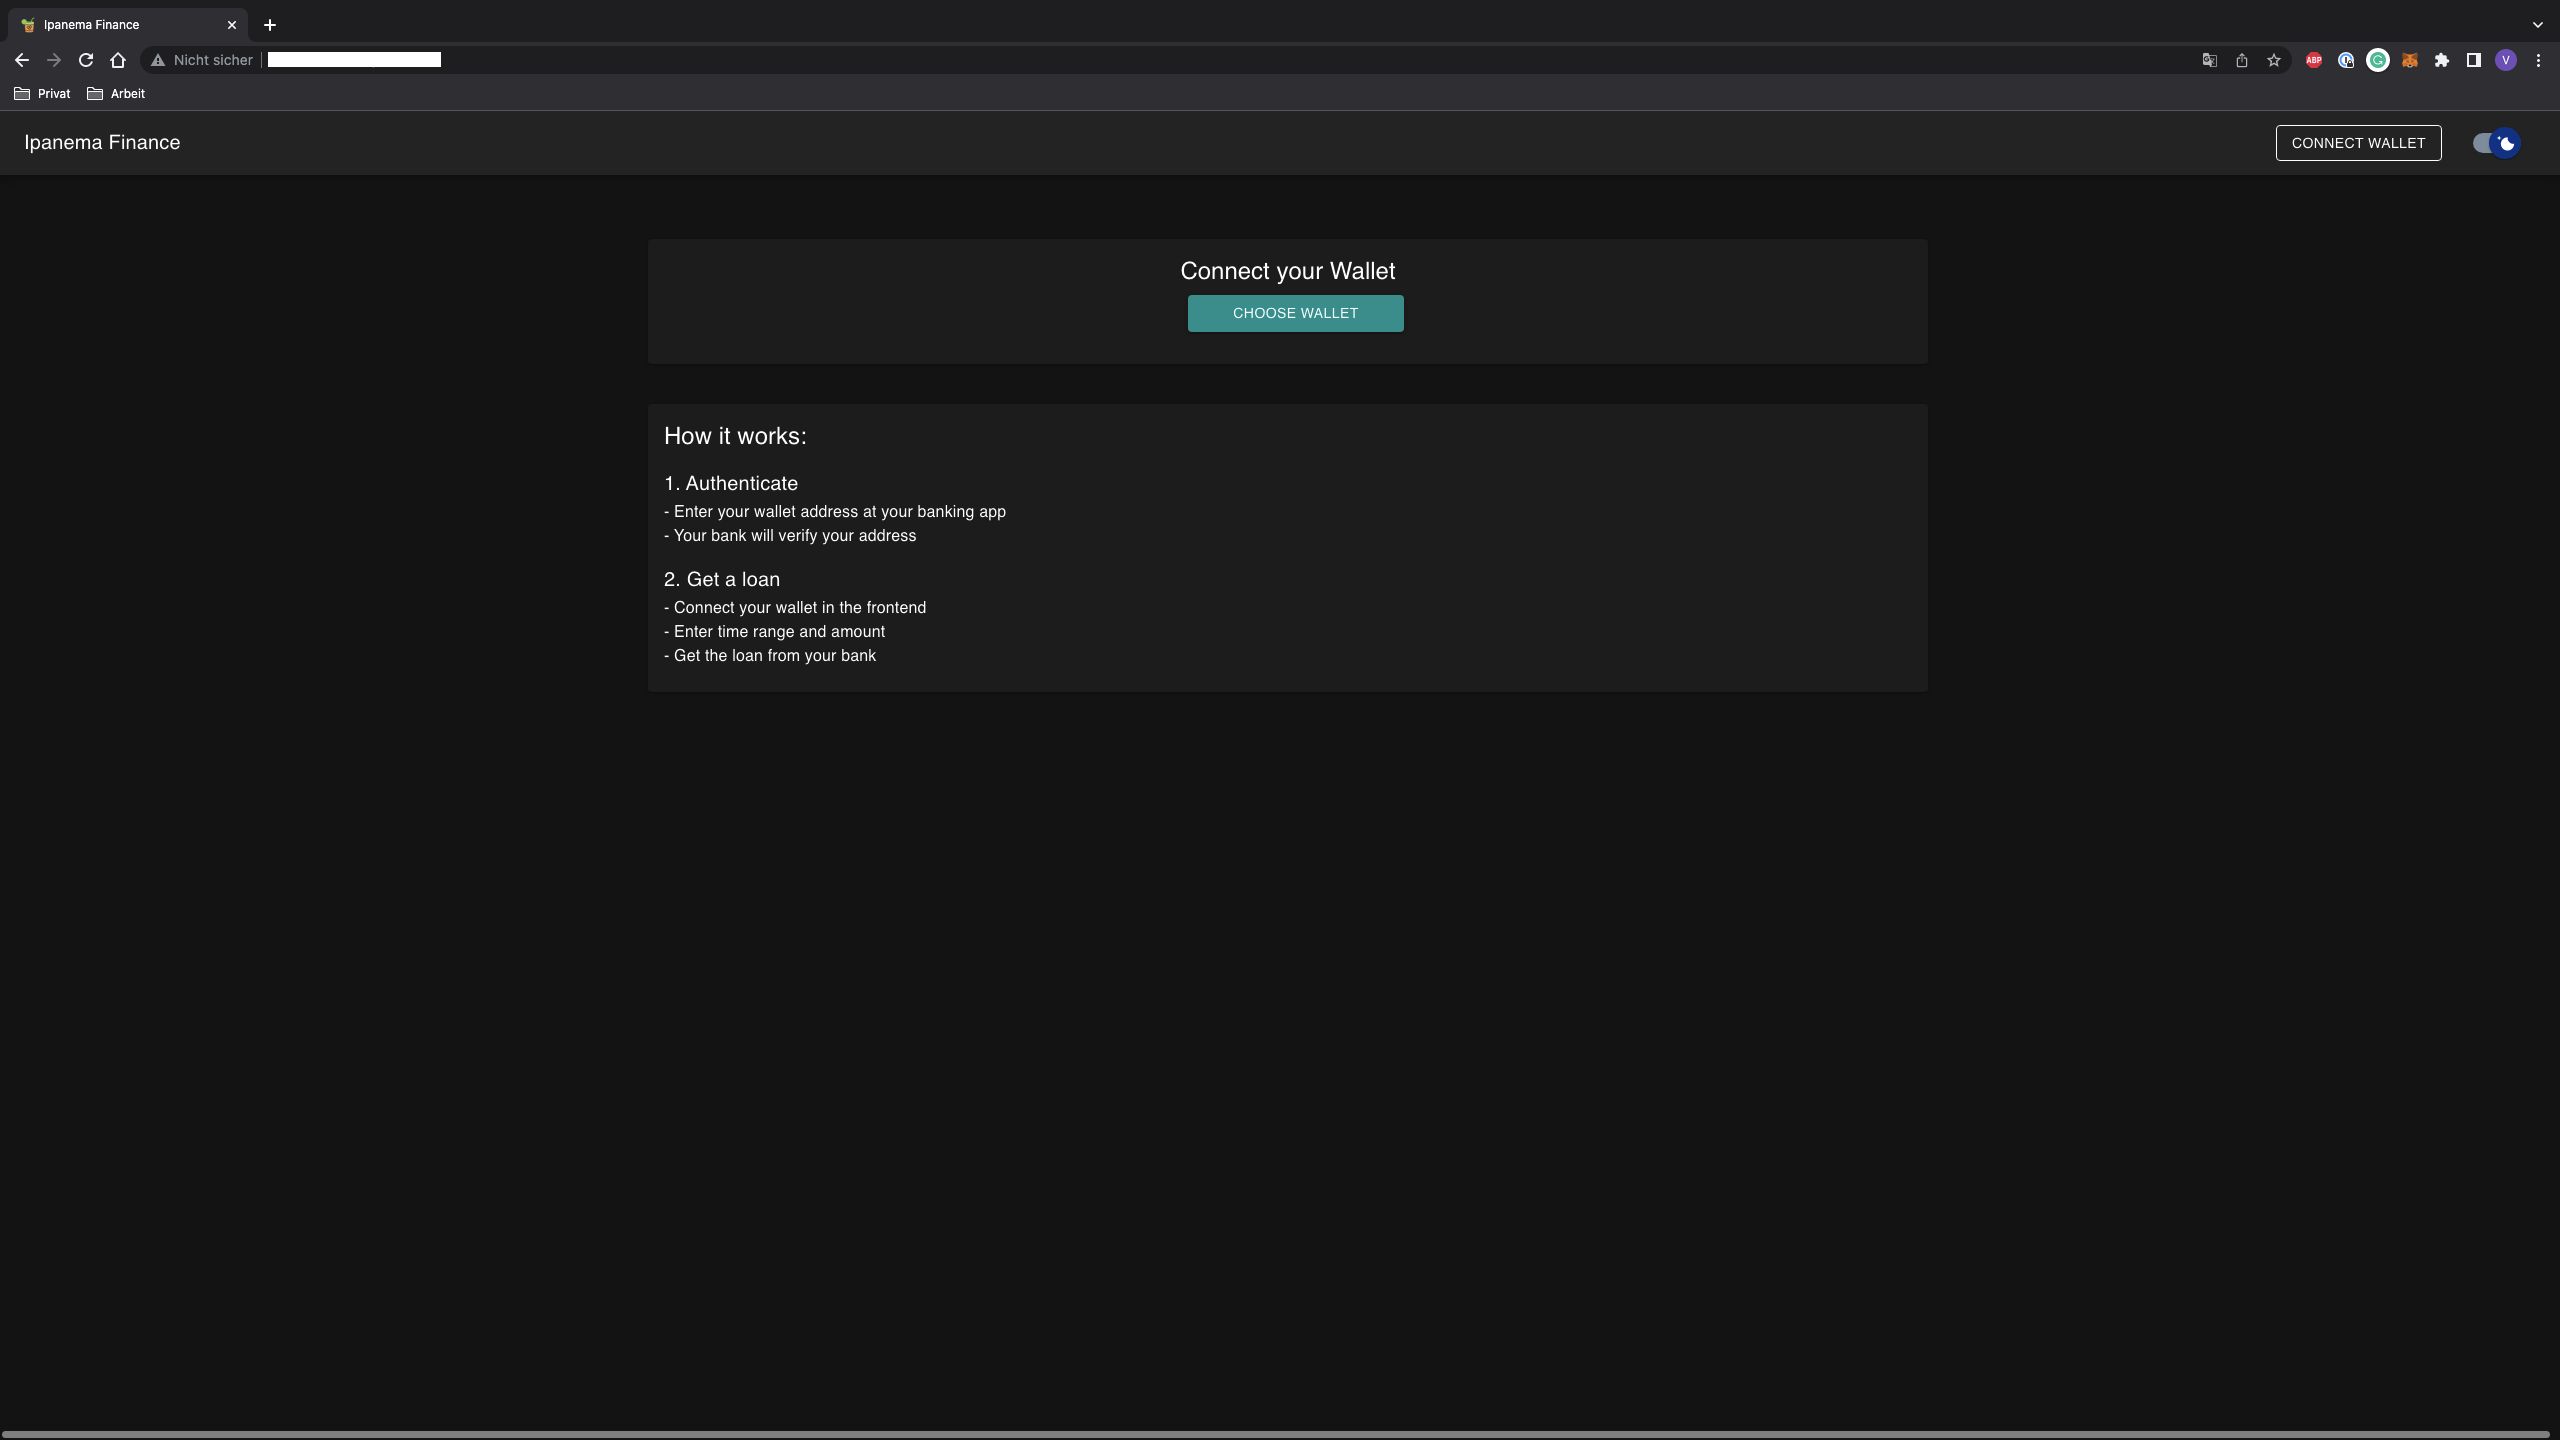 Ipanema Finance
Nicht sicher
ABP
V
Privat
Arbeit
Ipanema Finance
CONNECT WALLET
Connect your Wallet
CHOOSE WALLET
How it works:
1. Authenticate
- Enter your wallet address at your banking app
- Your bank will verify your address
2. Get a loan
- Connect your wallet in the frontend
- Enter time range and amount
- Get the loan from your bank